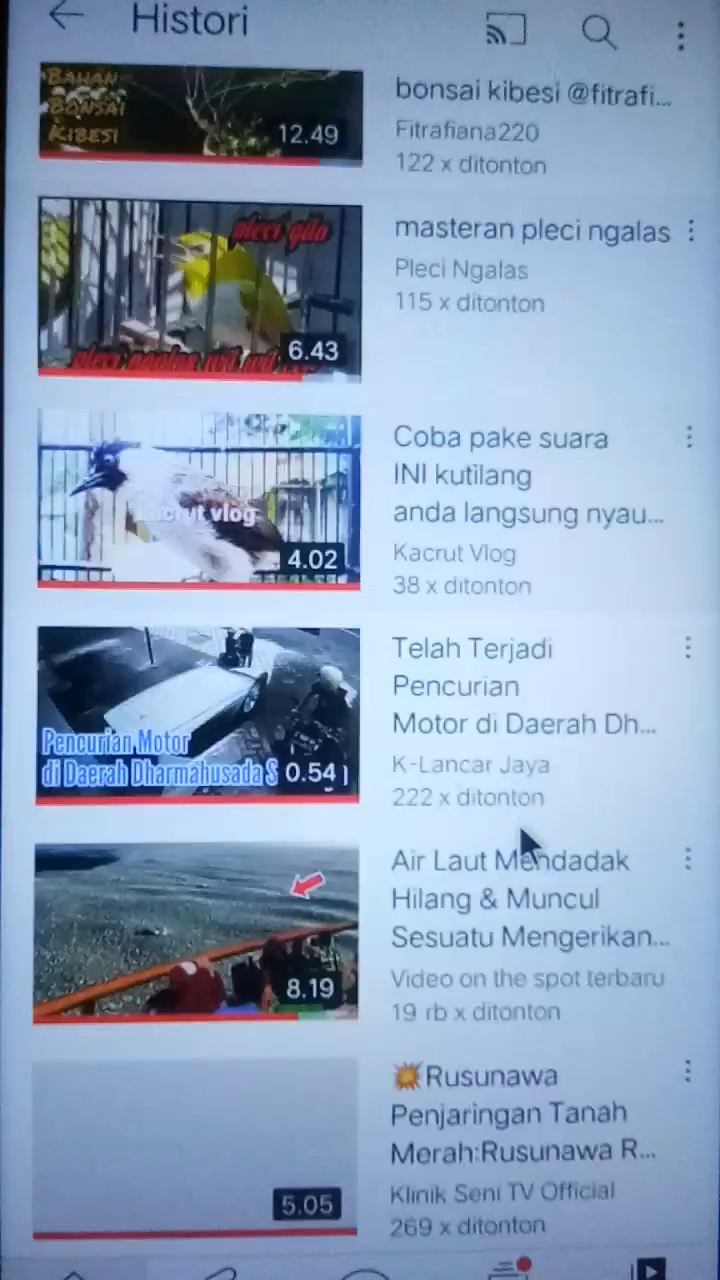 Histori
BAHAN
BONSAI
KIBESI
12.49
bonsai kibesi @fitrafi...
Fitrafiana220
122 x ditonton
pleci gila
6.43
masteran pleci ngalas
Pleci Ngalas
115 x ditonton
Kacrut vlog
4.02
Coba pake suara
INI kutilang
anda langsung nyau...
Kacrut Vlog
38 x ditonton
Pencurian Motor
di Daerah Dharmahusada S
0.54
Telah Terjadi
Pencurian
Motor di Daerah Dh...
K-Lancar Jaya
222 x ditonton
8.19
Air Laut Mendadak
Hilang & Muncul
Sesuatu Mengerikan...
Video on the spot terbaru
19 rb x ditonton
5.05
💥Rusunawa
Penjaringan Tanah
Merah:Rusunawa R...
Klinik Seni TV Official
269 x ditonton